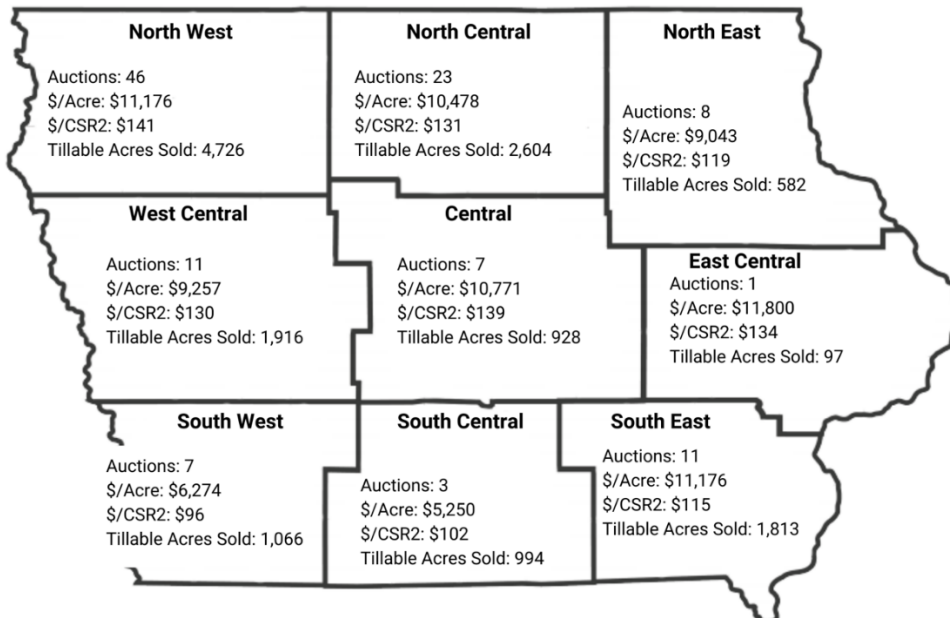 North West
Auctions: 46
$/Acre: $11,176
$/CSR2: $141
Tillable Acres Sold: 4,726
North Central
Auctions: 23
$/Acre: $10,478
$/CSR2: $131
Tillable Acres Sold: 2,604
North East
Auctions: 8
$/Acre: $9,043
$/CSR2: $119
Tillable Acres Sold: 582
West Central
Auctions: 11
$/Acre: $9,257
$/CSR2: $130
Tillable Acres Sold: 1,916
Central
Auctions: 7
$/Acre: $10,771
$/CSR2: $139
Tillable Acres Sold: 928
East Central
Auctions: 1
$/Acre: $11,800
$/CSR2: $134
Tillable Acres Sold: 97
South West
Auctions: 7
$/Acre: $6,274
$/CSR2: $96
Tillable Acres Sold: 1,066
South Central
Auctions: 3
$/Acre: $5,250
$/CSR2: $102
Tillable Acres Sold: 994
South East
Auctions: 11
$/Acre: $11,176
$/CSR2: $115
Tillable Acres Sold: 1,813